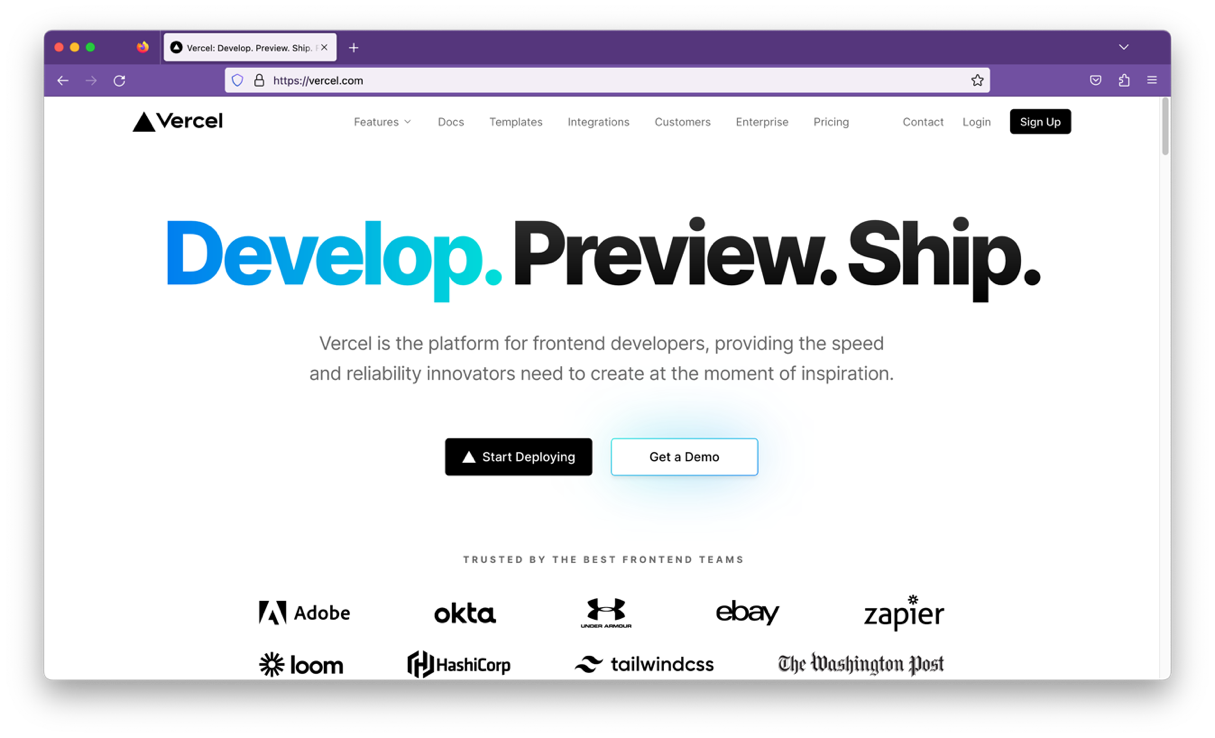 Vercel: Develop. Preview. Ship.
https://vercel.com
Vercel
Features
Docs
Templates
Integrations
Customers
Enterprise
Pricing
Contact
Login
Sign Up
Develop. Preview. Ship.
Vercel is the platform for frontend developers, providing the speed
and reliability innovators need to create at the moment of inspiration.
Start Deploying
Get a Demo
TRUSTED BY THE BEST FRONTEND TEAMS
Adobe
okta
UNDER ARMOUR
ebay
zapier
loom
HashiCorp
tailwindcss
The Washington Post